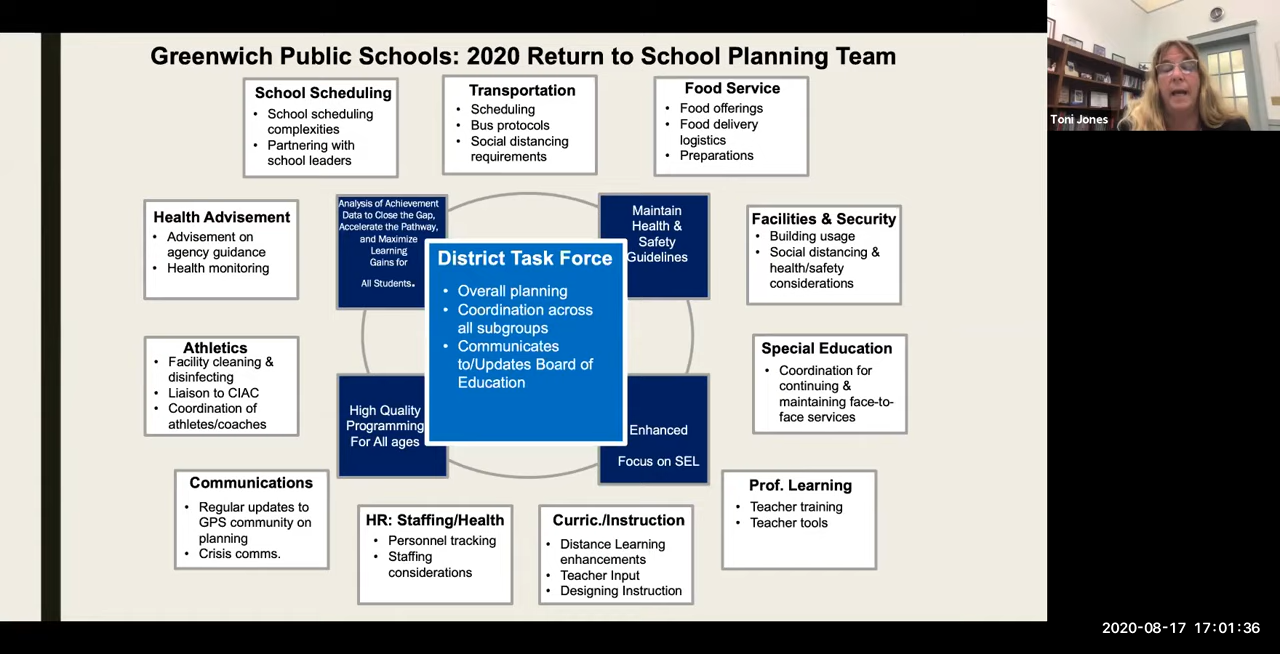 Greenwich Public Schools: 2020 Return to School Planning Team
School Scheduling
• School scheduling
complexities
• Partnering with
school leaders
Transportation
• Scheduling
• Bus protocols
• Social distancing
requirements
Food Service
• Food offerings
• Food delivery
logistics
• Preparations
Toni Jones
Health Advisement
• Advisement on
agency guidance
• Health monitoring
Analysis of Achievement
Data to Close the Gap,
Accelerate the Pathway,
and Maximize
Learning
Gains for
All Students.
District Task Force
• Overall planning
• Coordination across
all subgroups
• Communicates
to/Updates Board of
Education
Maintain
Health &
Safety
Guidelines
Facilities & Security
• Building usage
• Social distancing &
health/safety
considerations
Athletics
• Facility cleaning &
disinfecting
• Liaison to CIAC
• Coordination of
athletes/coaches
High Quality
Programming
For All ages
Enhanced
Focus on SEL
Special Education
• Coordination for
continuing &
maintaining face-to-
face services
Communications
• Regular updates to
GPS community on
planning
• Crisis comms.
HR: Staffing/Health
• Personnel tracking
• Staffing
considerations
Curric./Instruction
• Distance Learning
enhancements
• Teacher Input
• Designing Instruction
Prof. Learning
• Teacher training
• Teacher tools
2020-08-17 17:01:36